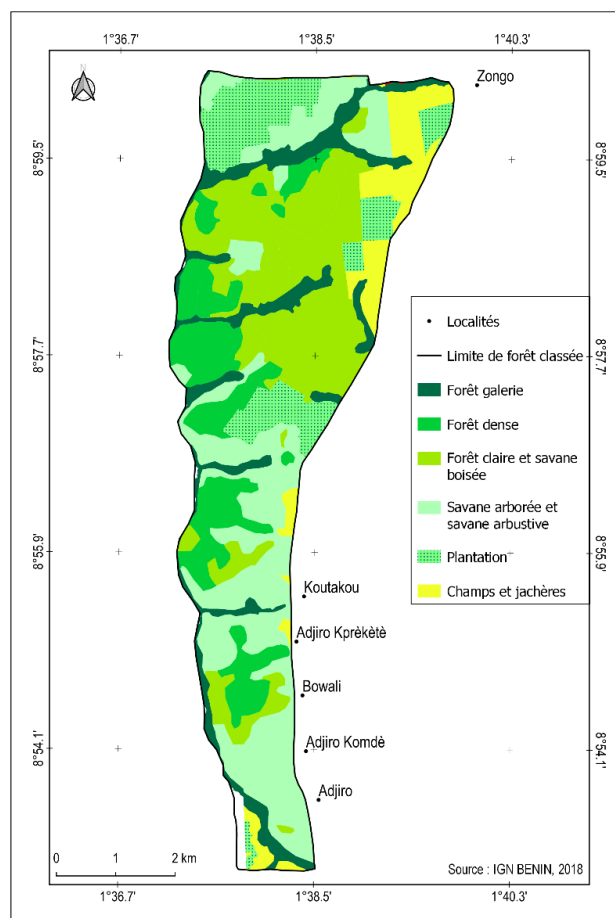 1°36.7' 1°38.5' 1°40.3'
N
Zongo
8°59.5' 8°59.5'
Localités
Limite de forêt classée
8°57.7' 8°57.7'
Forêt galerie
Forêt dense
Forêt claire et savane
boisée
Savane arborée et
savane arbustive
Plantation
Champs et jachères
8°55.9' 8°55.9'
Koutakou
Adjiro Kprèkètè
Bowali
8°54.1' 8°54.1'
Adjiro Komdè
Adjiro
0 1 2 km
Source : IGN BENIN, 2018
1°36.7' 1°38.5' 1°40.3'